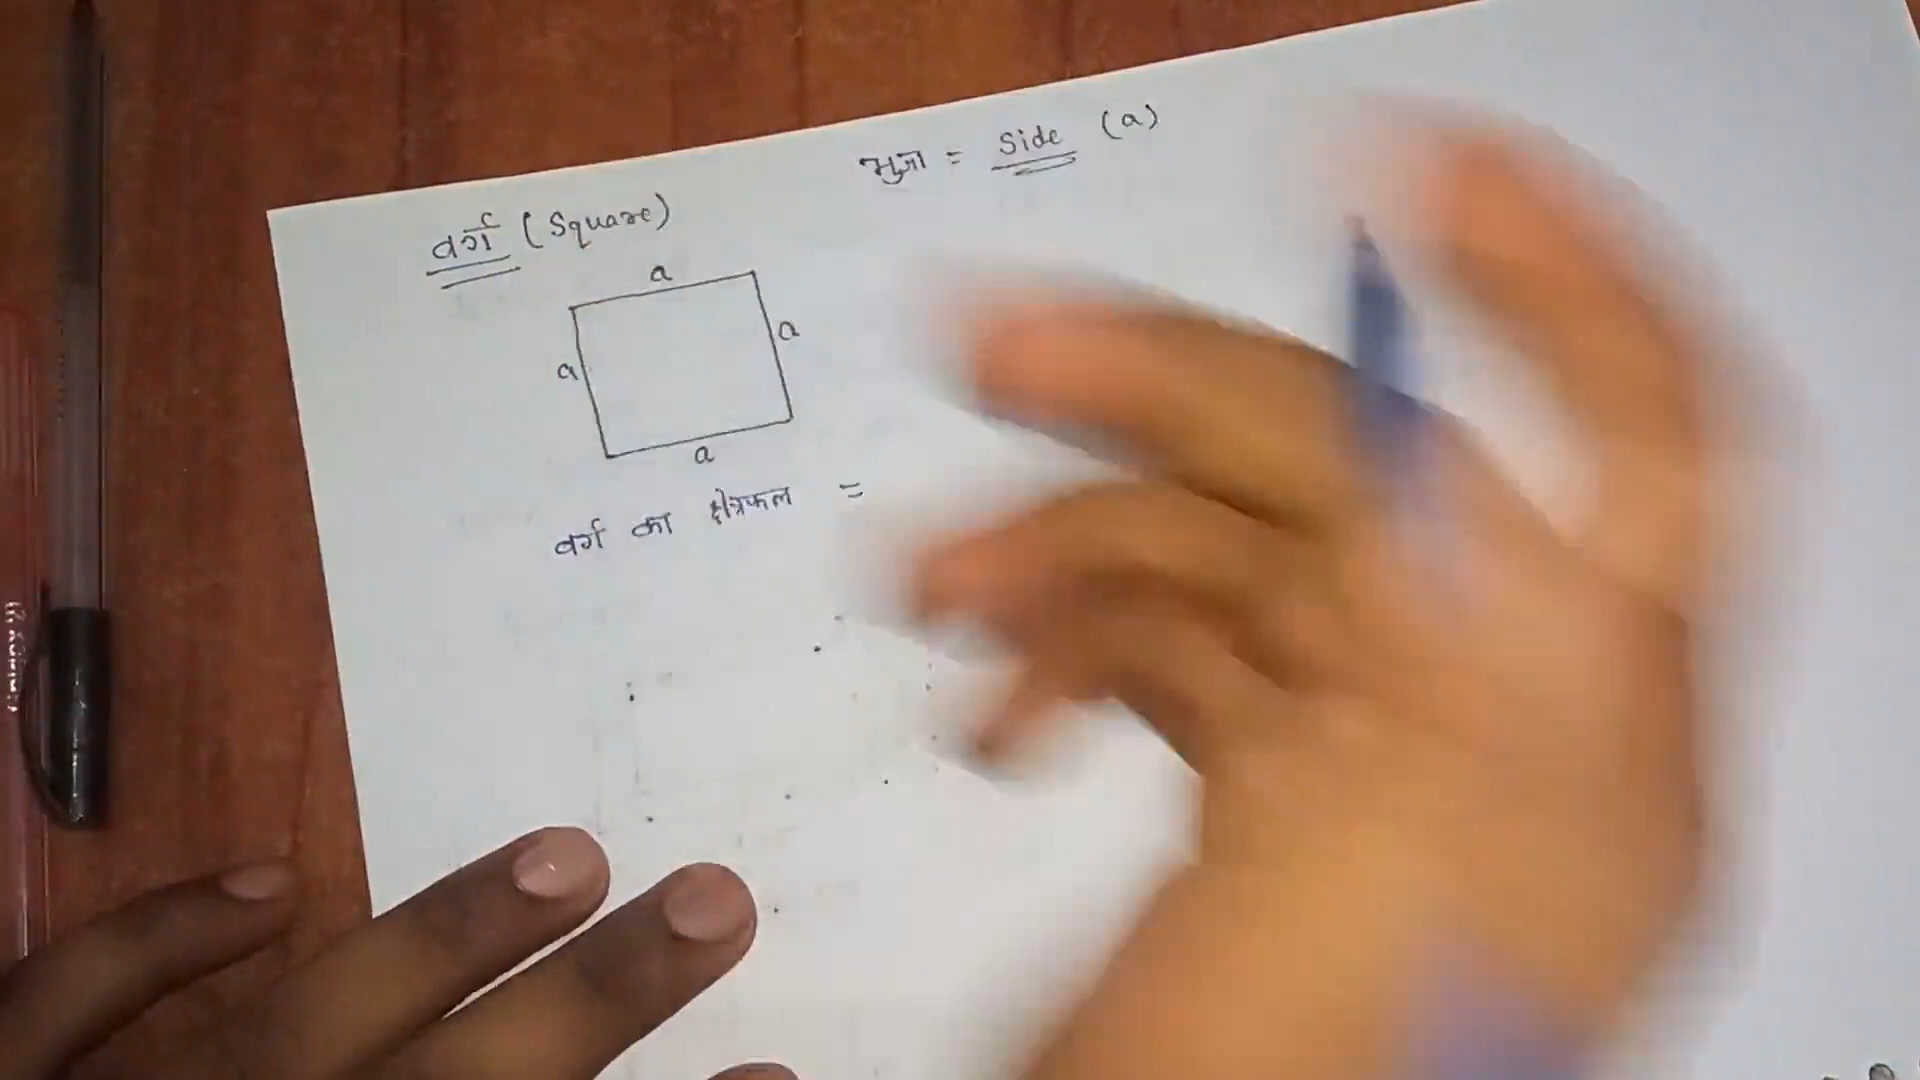 भुजा = Side (a)
वर्ग (Square)
a
a
a
a
वर्ग का क्षेत्रफल =